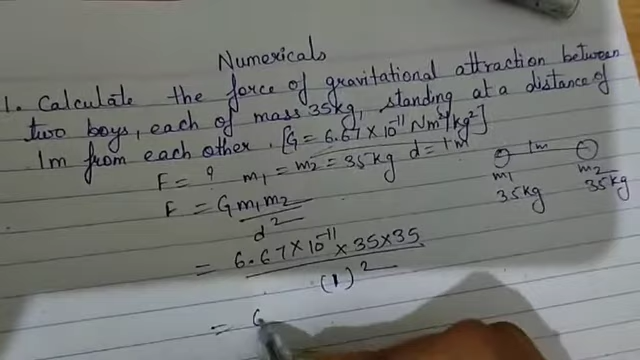 Numericals
1. Calculate the force of gravitational attraction between
two boys, each of mass 35kg, standing at a distance of
1m from each other. [G = 6.67 × 10⁻¹¹ Nm²/kg²]
F = ? m₁ = m₂ = 35kg d = 1m
1m
m₁ m₂
35kg 35kg
F = Gm₁m₂
d²
= 6.67 × 10⁻¹¹ × 35 × 35
(1)²
= 6